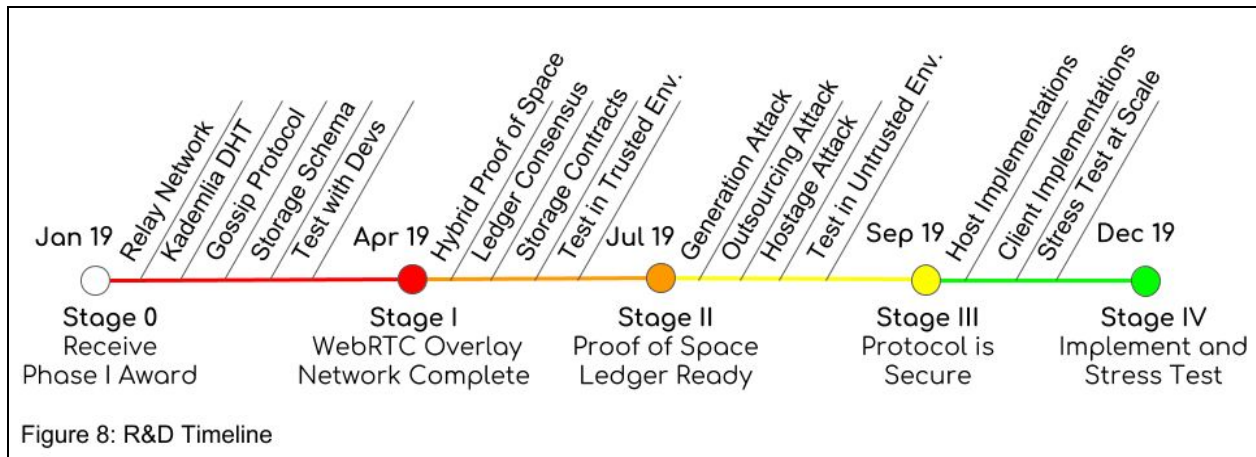 Jan 19
Relay Network
Kademlia DHT
Gossip Protocol
Storage Schema
Test with Devs
Apr 19
Hybrid Proof of Space
Ledger Consensus
Storage Contracts
Test in Trusted Env.
Jul 19
Generation Attack
Outsourcing Attack
Hostage Attack
Test in Untrusted Env.
Sep 19
Host Implementations
Client Implementations
Stress Test at Scale
Dec 19
Stage 0
Receive
Phase I Award
Stage I
WebRTC Overlay
Network Complete
Stage II
Proof of Space
Ledger Ready
Stage III
Protocol is
Secure
Stage IV
Implement and
Stress Test
Figure 8: R&D Timeline